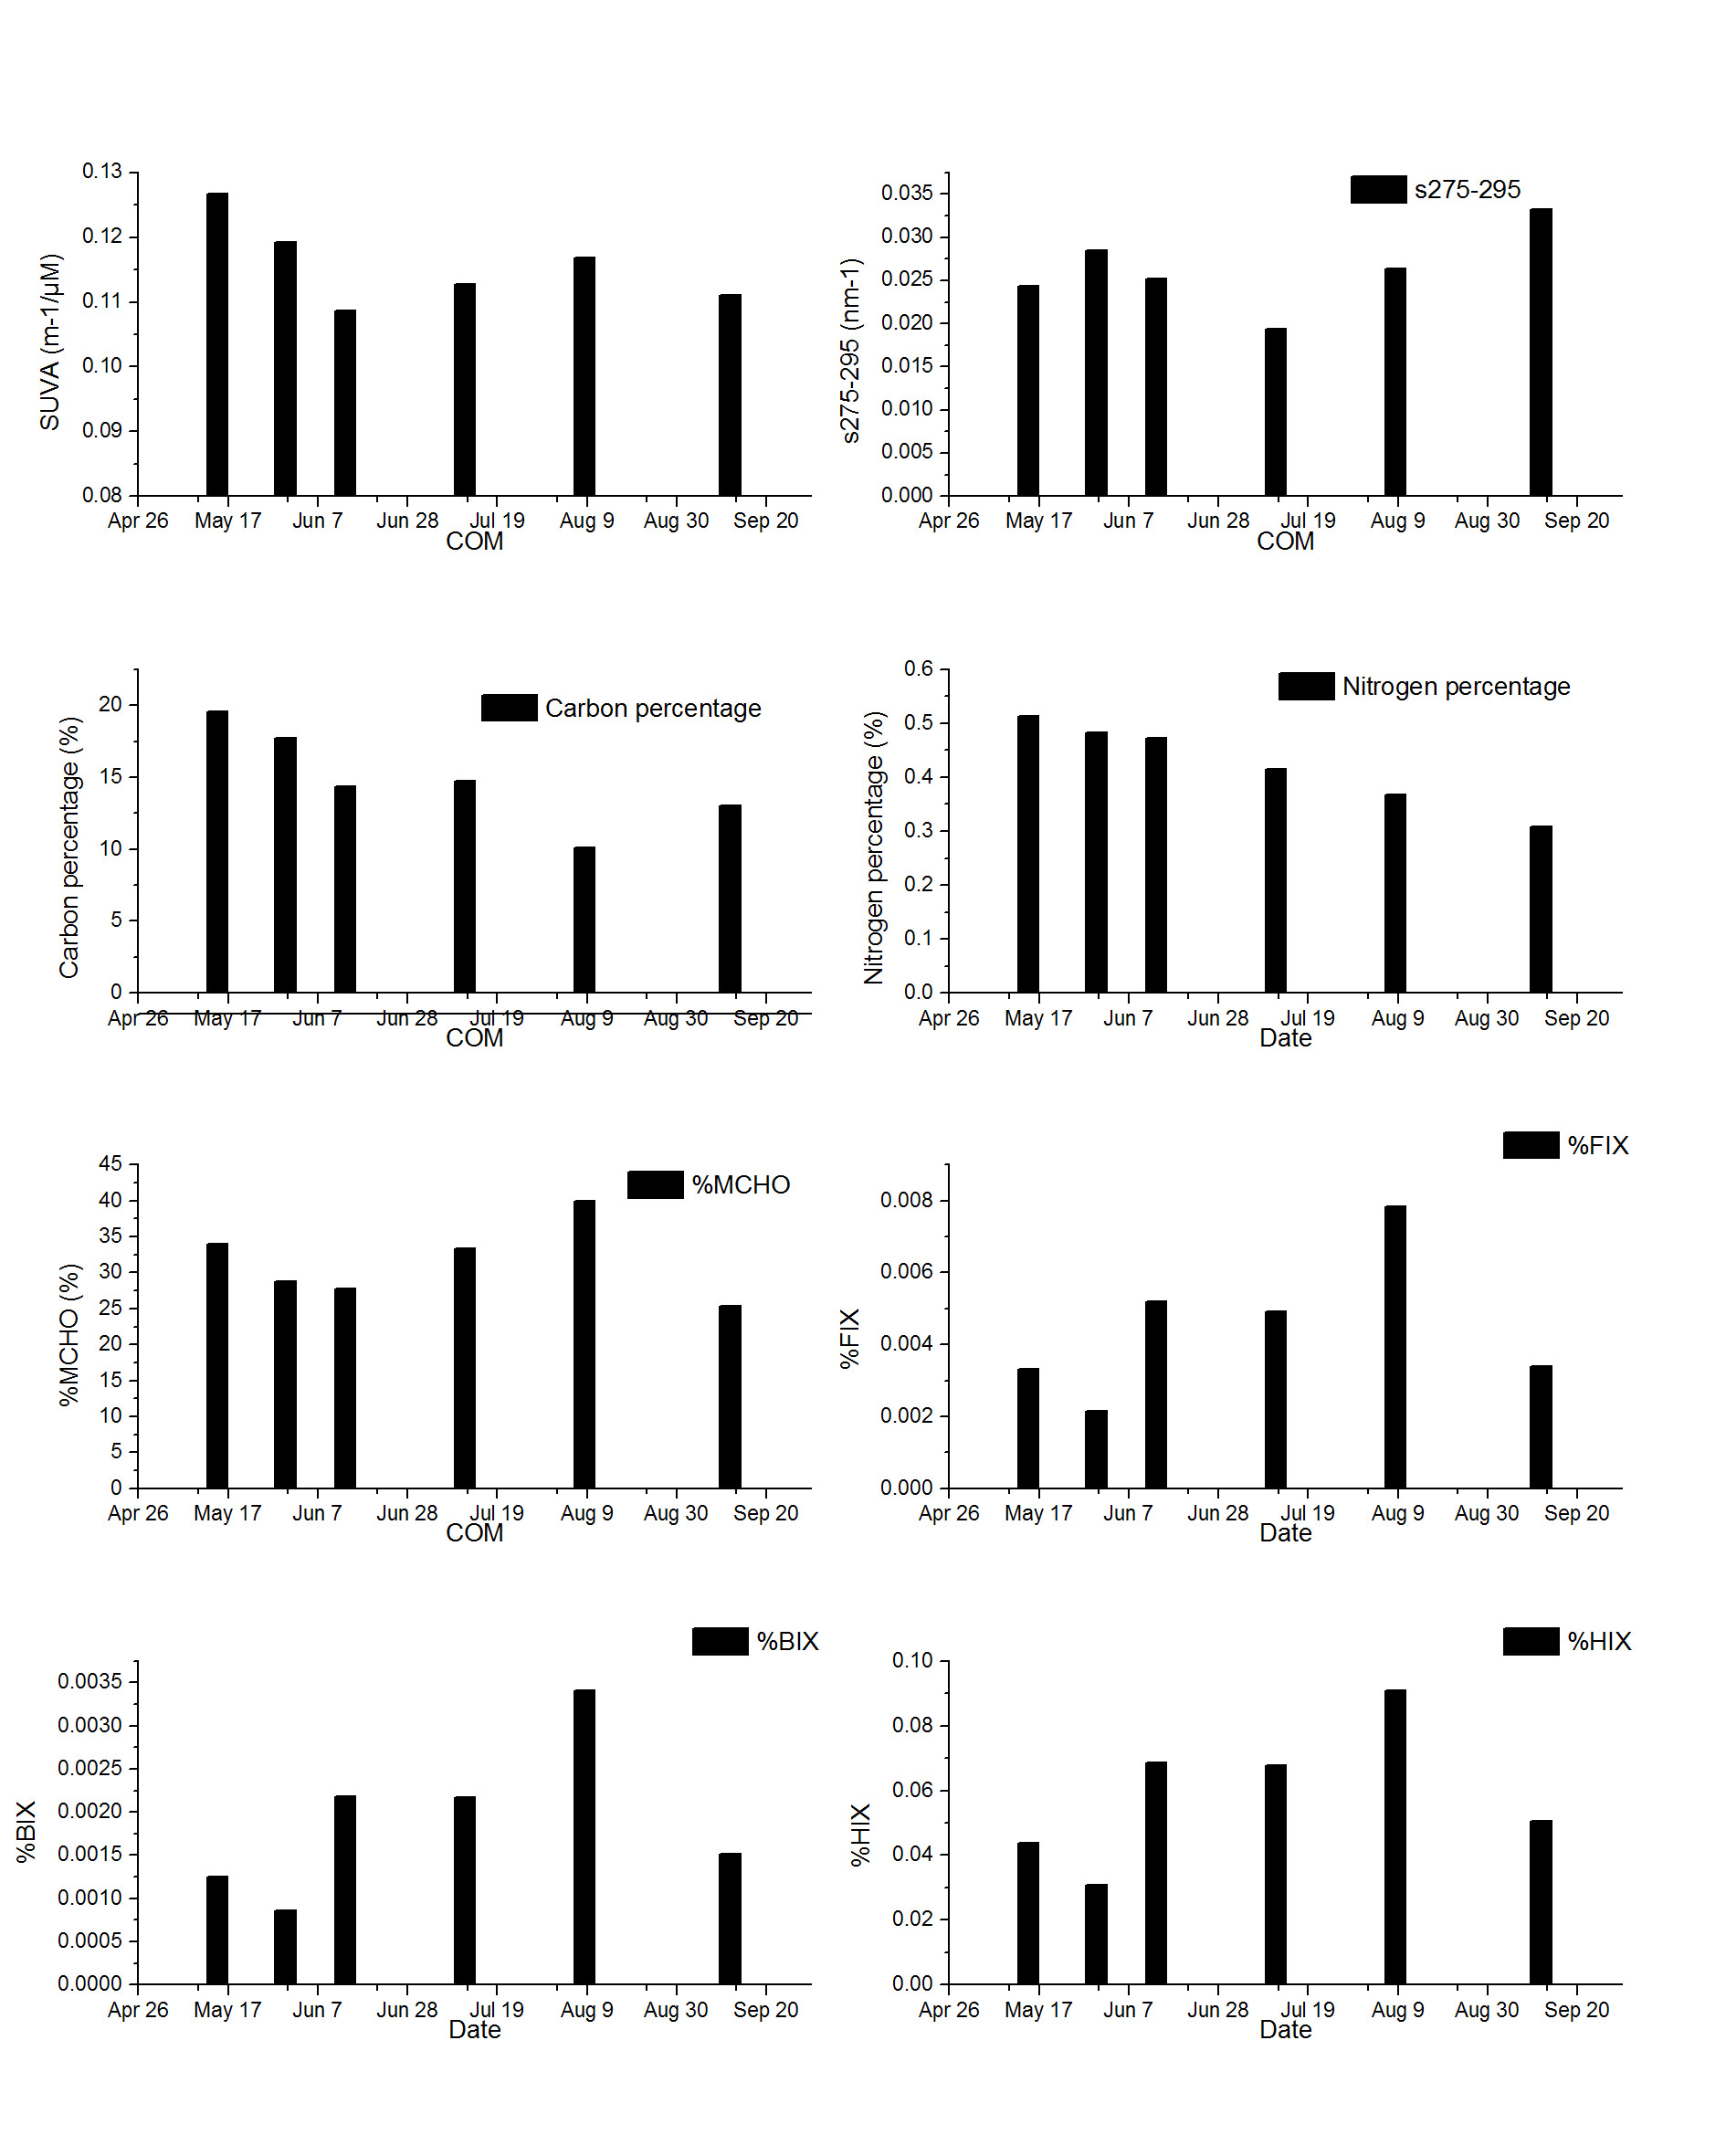 0.13
0.12
0.11
0.10
0.09
0.08
SUVA (m-1/µM)
Apr 26 May 17 Jun 7 Jun 28 Jul 19 Aug 9 Aug 30 Sep 20
COM
s275-295
0.035
0.030
0.025
0.020
0.015
0.010
0.005
0.000
s275-295 (nm-1)
Apr 26 May 17 Jun 7 Jun 28 Jul 19 Aug 9 Aug 30 Sep 20
COM
Carbon percentage
20
15
10
5
0
Carbon percentage (%)
Apr 26 May 17 Jun 7 Jun 28 Jul 19 Aug 9 Aug 30 Sep 20
COM
Nitrogen percentage
0.6
0.5
0.4
0.3
0.2
0.1
0.0
Nitrogen percentage (%)
Apr 26 May 17 Jun 7 Jun 28 Jul 19 Aug 9 Aug 30 Sep 20
Date
%MCHO
45
40
35
30
25
20
15
10
5
0
%MCHO (%)
Apr 26 May 17 Jun 7 Jun 28 Jul 19 Aug 9 Aug 30 Sep 20
COM
%FIX
0.008
0.006
0.004
0.002
0.000
%FIX
Apr 26 May 17 Jun 7 Jun 28 Jul 19 Aug 9 Aug 30 Sep 20
Date
%BIX
0.0035
0.0030
0.0025
0.0020
0.0015
0.0010
0.0005
0.0000
%BIX
Apr 26 May 17 Jun 7 Jun 28 Jul 19 Aug 9 Aug 30 Sep 20
Date
%HIX
0.10
0.08
0.06
0.04
0.02
0.00
%HIX
Apr 26 May 17 Jun 7 Jun 28 Jul 19 Aug 9 Aug 30 Sep 20
Date